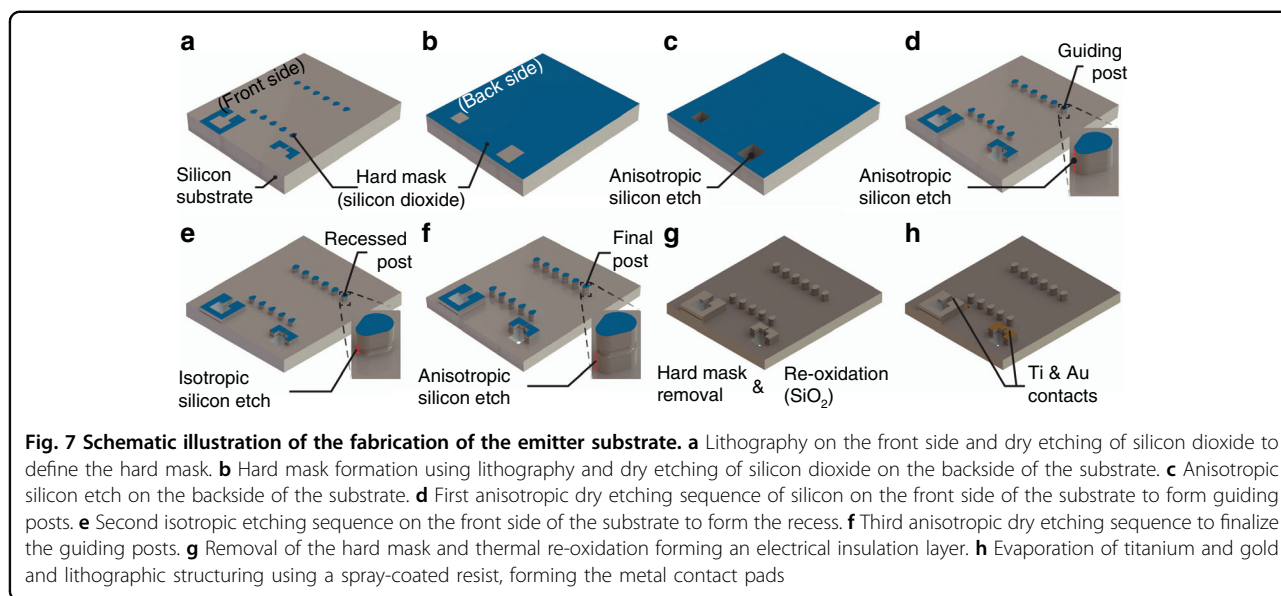 a
b
c
d
(Front side)
(Back side)
Guiding
post
Silicon
substrate
Hard mask
(silicon dioxide)
Anisotropic
silicon etch
Anisotropic
silicon etch
e
f
g
h
Recessed
post
Final
post
Isotropic
silicon etch
Anisotropic
silicon etch
Hard mask
removal
&
Re-oxidation
(SiO₂)
Ti & Au
contacts
Fig. 7 Schematic illustration of the fabrication of the emitter substrate. a Lithography on the front side and dry etching of silicon dioxide to
define the hard mask. b Hard mask formation using lithography and dry etching of silicon dioxide on the backside of the substrate. c Anisotropic
silicon etch on the backside of the substrate. d First anisotropic dry etching sequence of silicon on the front side of the substrate to form guiding
posts. e Second isotropic etching sequence on the front side of the substrate to form the recess. f Third anisotropic dry etching sequence to finalize
the guiding posts. g Removal of the hard mask and thermal re-oxidation forming an electrical insulation layer. h Evaporation of titanium and gold
and lithographic structuring using a spray-coated resist, forming the metal contact pads